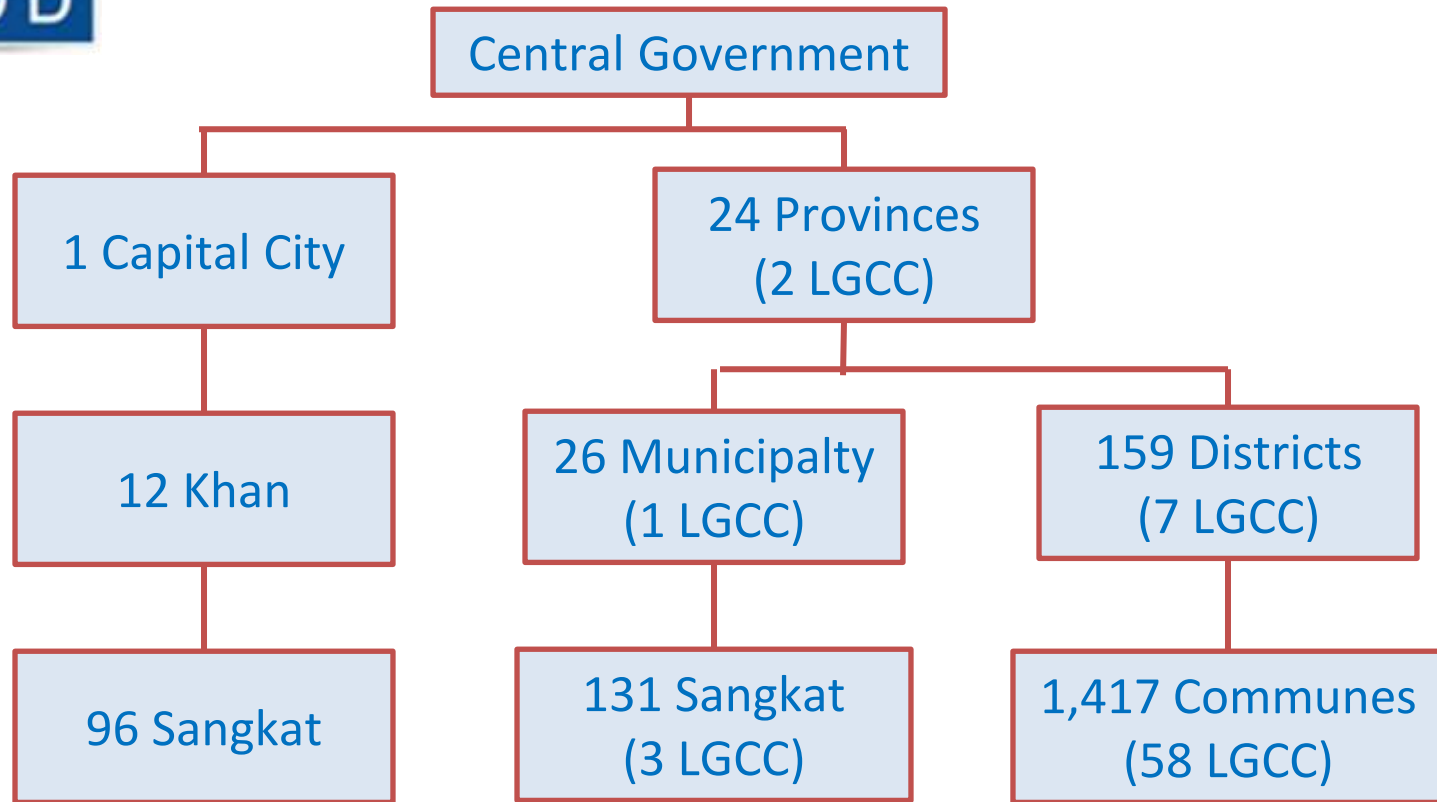 Central Government
1 Capital City
24 Provinces
(2 LGCC)
12 Khan
26 Municipalty
(1 LGCC)
159 Districts
(7 LGCC)
96 Sangkat
131 Sangkat
(3 LGCC)
1,417 Communes
(58 LGCC)